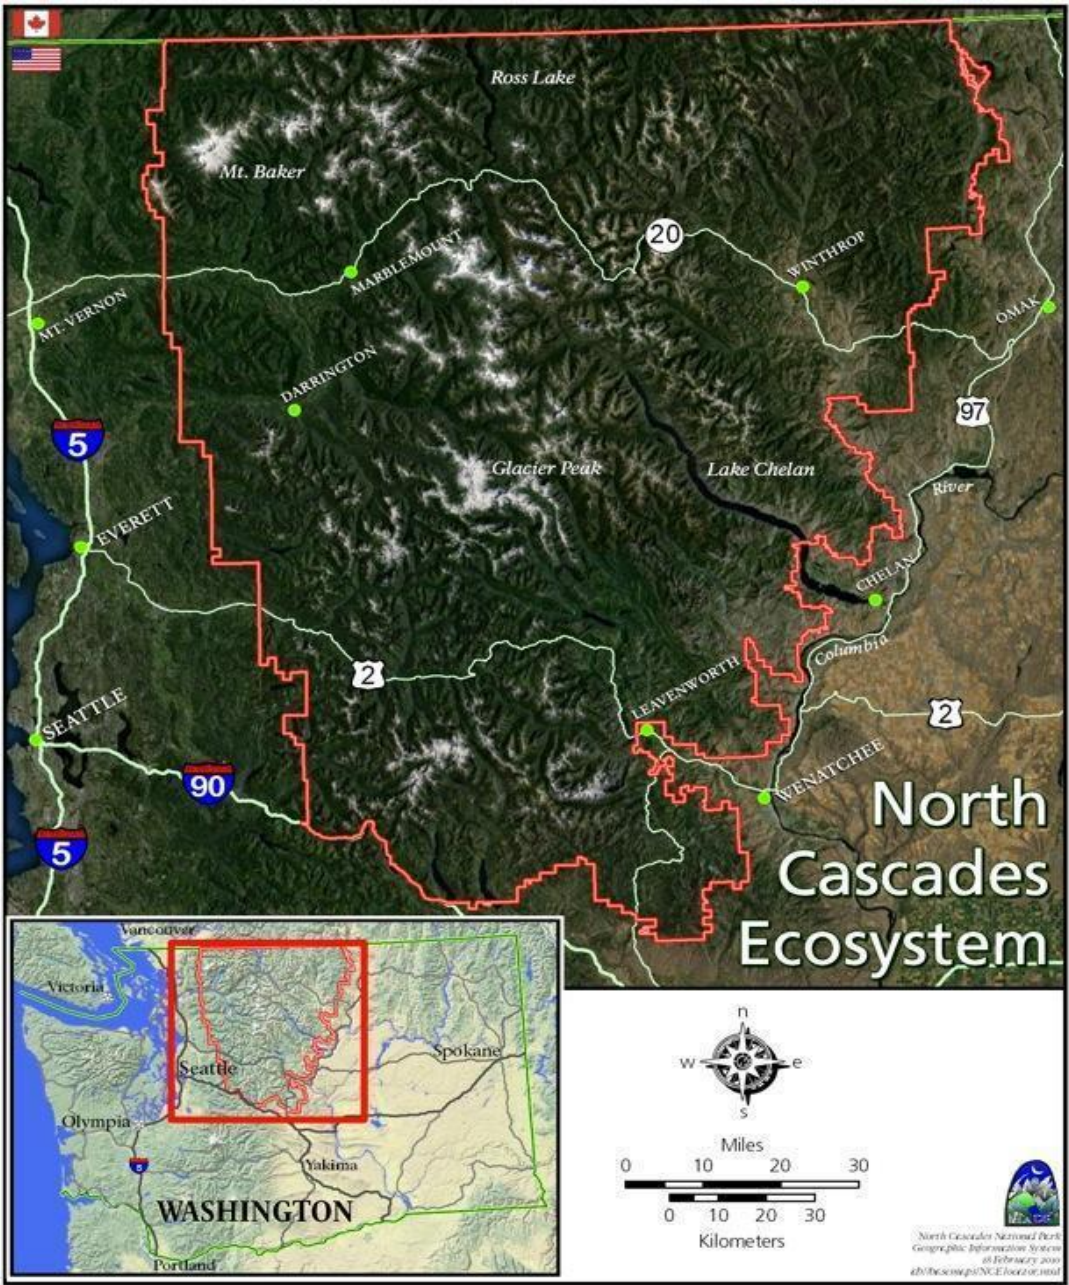 Ross Lake
Mt. Baker
20
MARBLEMOUNT
WINTHROP
MT. VERNON
OMAK
DARRINGTON
97
5
Glacier Peak
Lake Chelan
River
EVERETT
CHELAN
2
Columbia
LEAVENWORTH
2
SEATTLE
90
WENATCHEE
5
North
Cascades
Ecosystem
Vancouver
Victoria
Seattle
Spokane
Olympia
5
Yakima
WASHINGTON
Portland
n
w e
s
Miles
0 10 20 30
0 10 20 30
Kilometers
North Cascades National Park
Geographic Information System
18 February 2010